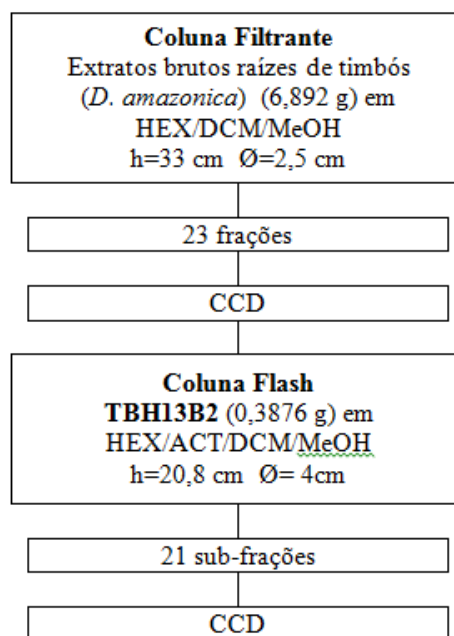 Coluna Filtrante
Extratos brutos raízes de timbós
(D. amazonica) (6,892 g) em
HEX/DCM/MeOH
h=33 cm Ø=2,5 cm
23 frações
CCD
Coluna Flash
TBH13B2 (0,3876 g) em
HEX/ACT/DCM/MeOH
h=20,8 cm Ø= 4cm
21 sub-frações
CCD